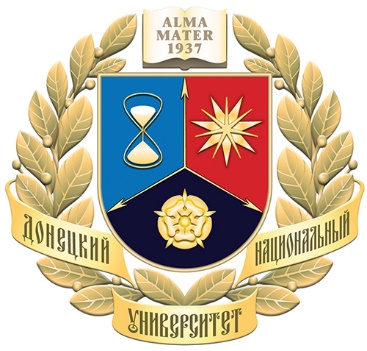 ALMA
MATER
1937
ДОНЕЦКИЙ
НАЦИОНАЛЬНЫЙ
УНИВЕРСИТЕТ